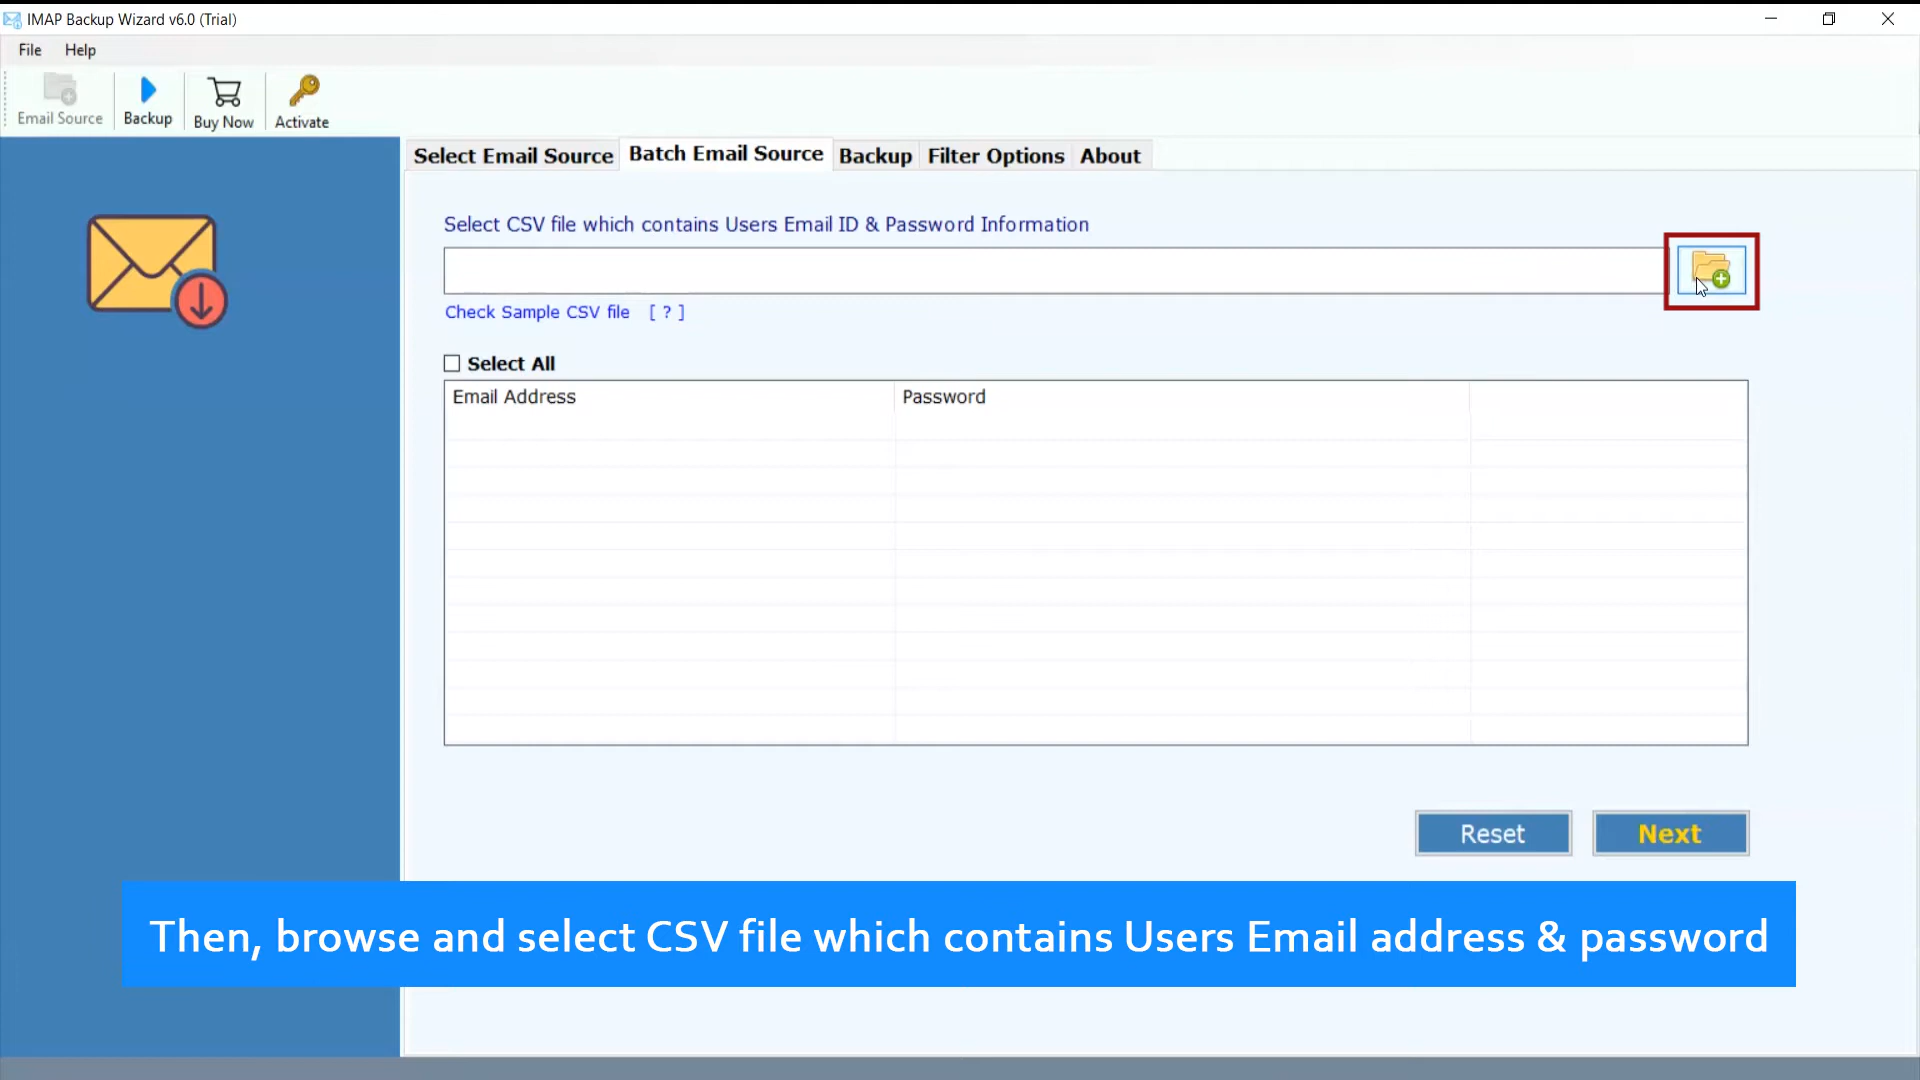 IMAP Backup Wizard v6.0 (Trial)
File Help
Email Source Backup Buy Now Activate
Select Email Source Batch Email Source Backup Filter Options About
Select CSV file which contains Users Email ID & Password Information
Check Sample CSV file [ ? ]
Select All
Email Address Password
Reset Next
Then, browse and select CSV file which contains Users Email address & password